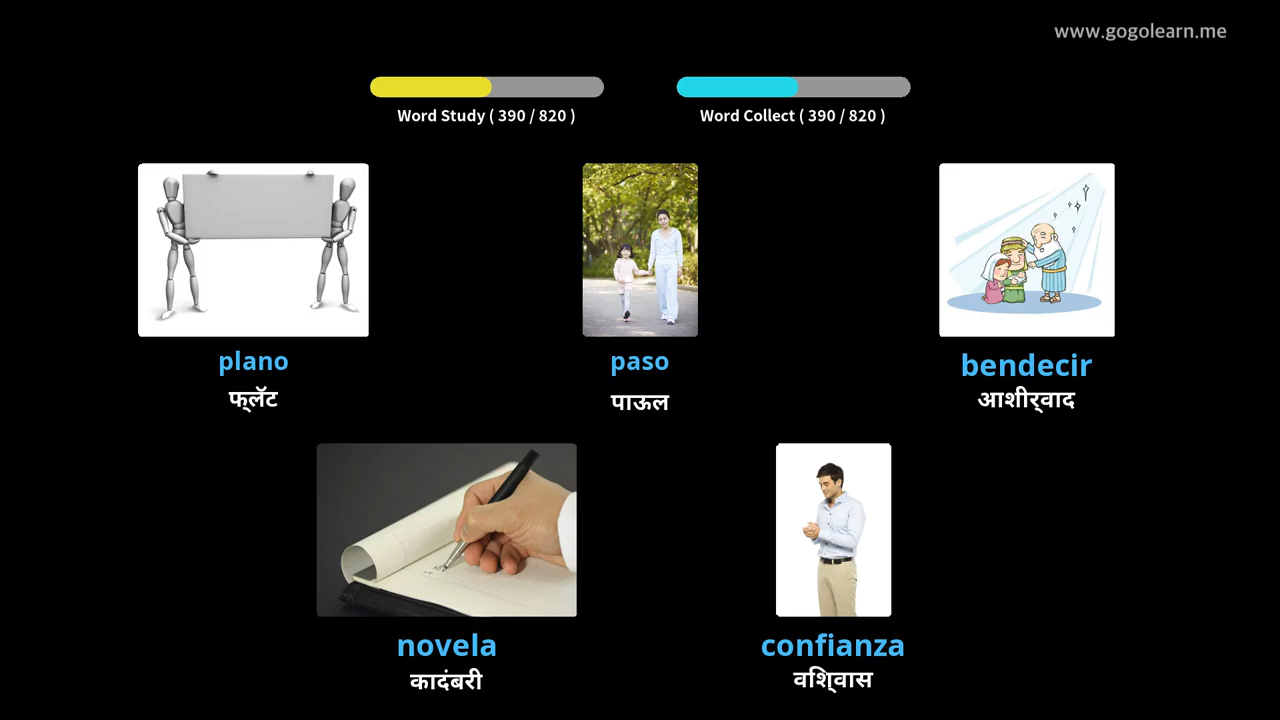 www.gogolearn.me
Word Study ( 390 / 820 )
Word Collect ( 390 / 820 )
plano
फ्लॅट
paso
पाऊल
bendecir
आशीर्वाद
novela
कादंबरी
confianza
विश्वास